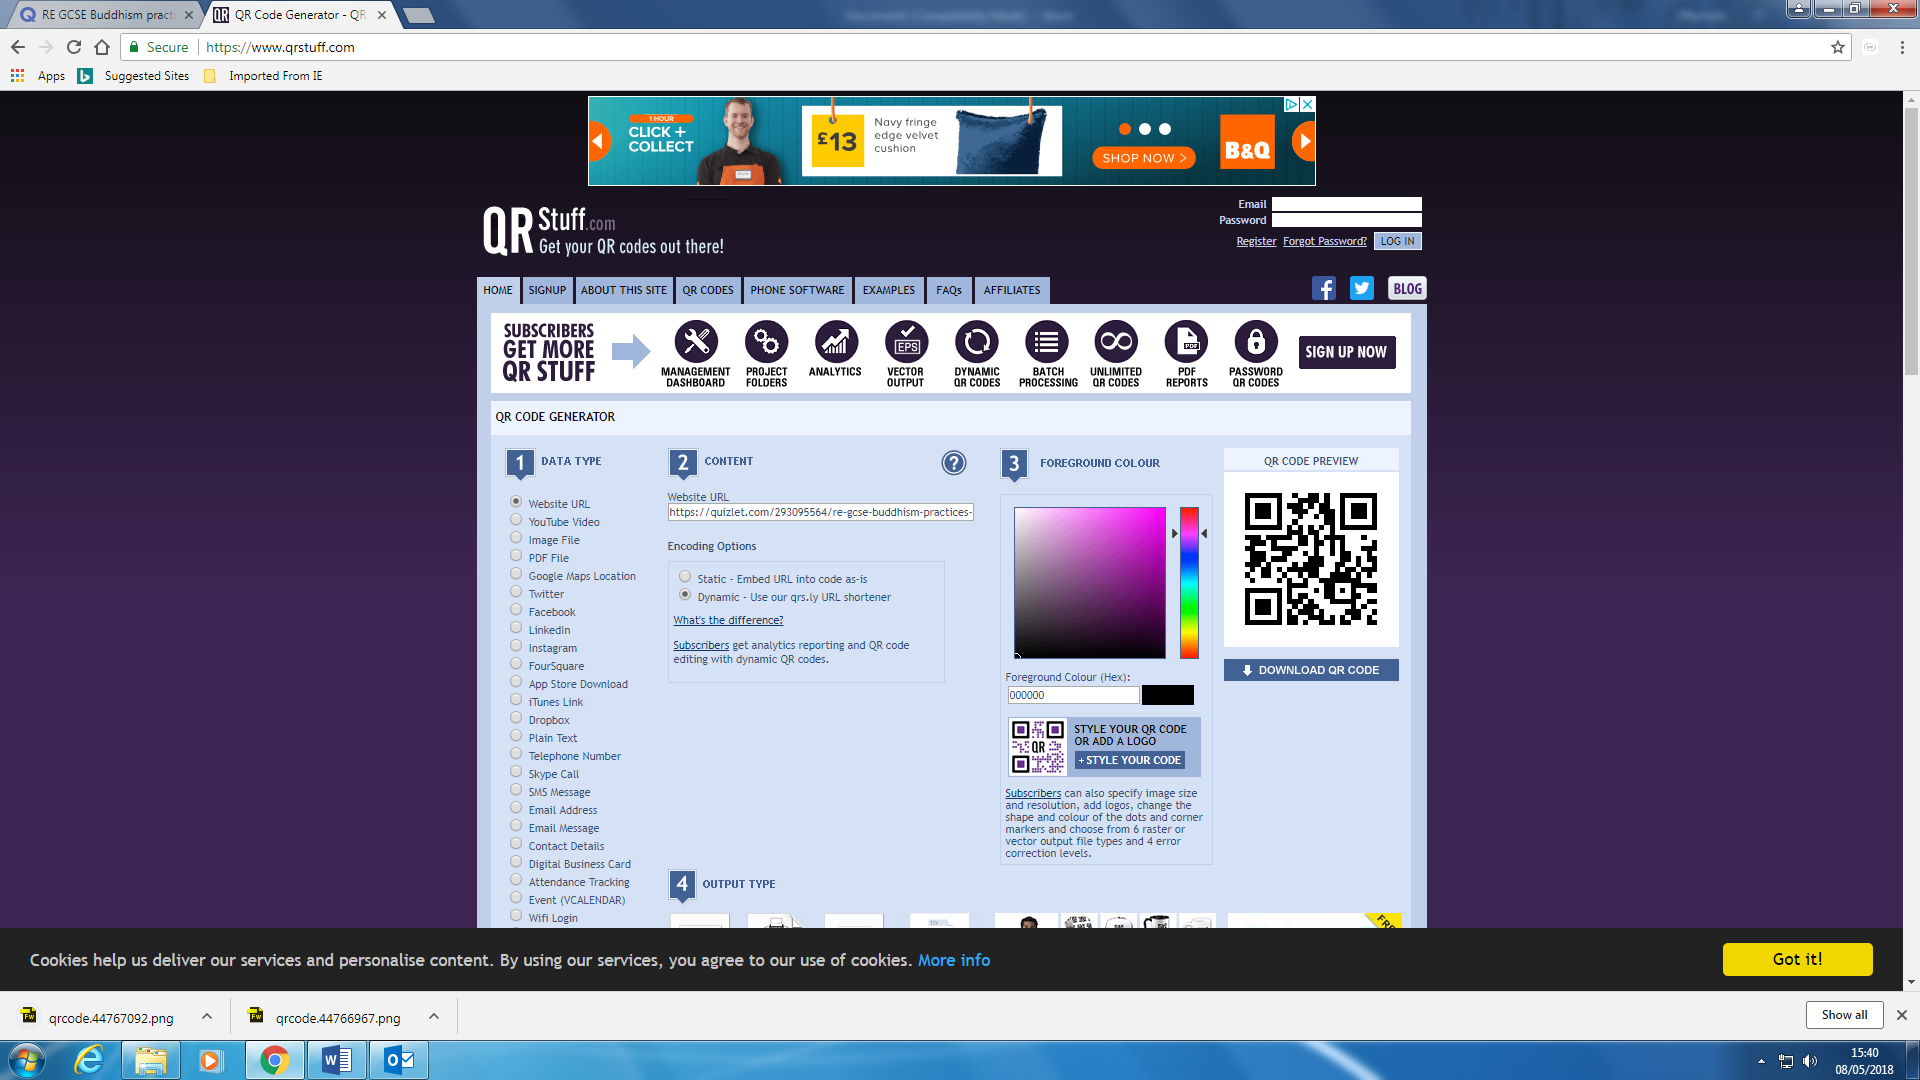 RE GCSE Buddhism pract
QR Code Generator - QR
Secure
https://www.qrstuff.com
Apps
Suggested Sites
Imported From IE
1 HOUR
CLICK +
COLLECT
£13
Navy fringe
edge velvet
cushion
SHOP NOW >
B&Q
QR Stuff.com
Get your QR codes out there!
Email
Password
Register Forgot Password? LOG IN
HOME SIGNUP ABOUT THIS SITE QR CODES PHONE SOFTWARE EXAMPLES FAQs AFFILIATES
BLOG
SUBSCRIBERS
GET MORE
QR STUFF
MANAGEMENT
DASHBOARD
PROJECT
FOLDERS
ANALYTICS
EPS
VECTOR
OUTPUT
DYNAMIC
QR CODES
BATCH
PROCESSING
UNLIMITED
QR CODES
PDF
PDF
REPORTS
PASSWORD
QR CODES
SIGN UP NOW
QR CODE GENERATOR
1 DATA TYPE
Website URL
YouTube Video
Image File
PDF File
Google Maps Location
Twitter
Facebook
LinkedIn
Instagram
FourSquare
App Store Download
iTunes Link
Dropbox
Plain Text
Telephone Number
Skype Call
SMS Message
Email Address
Email Message
Contact Details
Digital Business Card
Attendance Tracking
Event (VCALENDAR)
Wifi Login
2 CONTENT
?
Website URL
https://quizlet.com/293095564/re-gcse-buddhism-practices-
Encoding Options
Static - Embed URL into code as-is
Dynamic - Use our qrs.ly URL shortener
What's the difference?
Subscribers get analytics reporting and QR code
editing with dynamic QR codes.
3 FOREGROUND COLOUR
Foreground Colour (Hex):
000000
QR
STYLE YOUR QR CODE
OR ADD A LOGO
+ STYLE YOUR CODE
Subscribers can also specify image size
and resolution, add logos, change the
shape and colour of the dots and corner
markers and choose from 6 raster or
vector output file types and 4 error
correction levels.
QR CODE PREVIEW
DOWNLOAD QR CODE
4 OUTPUT TYPE
FRE
Cookies help us deliver our services and personalise content. By using our services, you agree to our use of cookies. More info
Got it!
qrcode.44767092.png
qrcode.44766967.png
Show all
15:40
08/05/2018